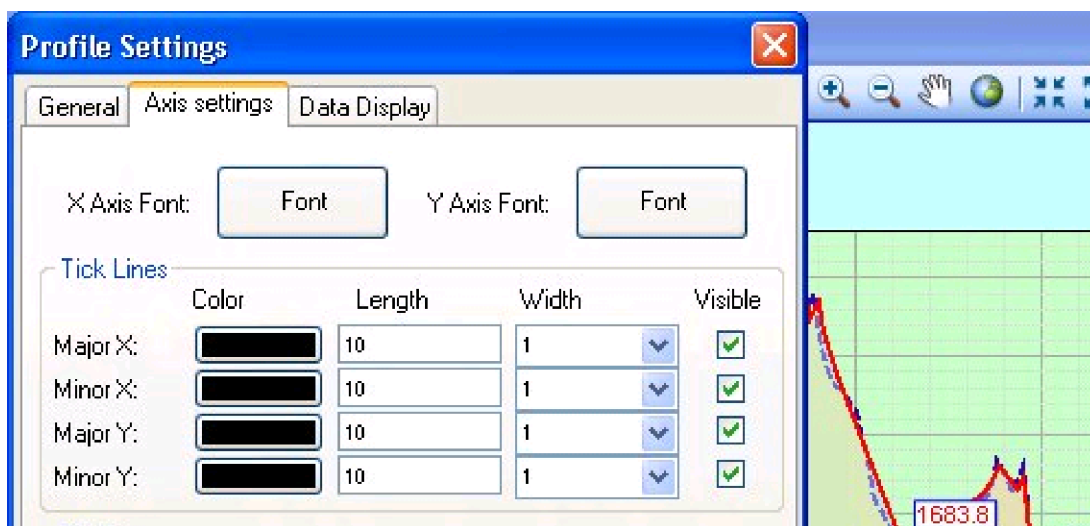 Profile Settings
General Axis settings Data Display
X Axis Font: Font Y Axis Font: Font
Tick Lines
Color Length Width Visible
Major X: 10 1
Minor X: 10 1
Major Y: 10 1
Minor Y: 10 1
1683.8